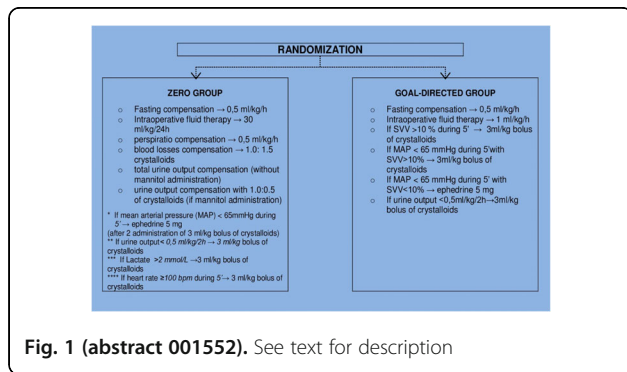 RANDOMIZATION
ZERO GROUP
o Fasting compensation → 0,5 ml/kg/h
o Intraoperative fluid therapy → 30
ml/kg/24h
o perspiratio compensation → 0,5 ml/kg/h
o blood losses compensation → 1.0: 1.5
crystalloids
o total urine output compensation (without
mannitol administration)
o urine output compensation with 1.0:0.5
of crystalloids (if mannitol administration)
* If mean arterial pressure (MAP) < 65mmHg during
5'→ ephedrine 5 mg
(after 2 administration of 3 ml/kg bolus of crystalloids)
** If urine output< 0,5 ml/kg/2h → 3 ml/kg bolus of
crystalloids
*** If Lactate >2 mmol/L →3 ml/kg bolus of
crystalloids
**** If heart rate ≥100 bpm during 5'→ 3 ml/kg bolus of
crystalloids
GOAL-DIRECTED GROUP
o Fasting compensation → 0,5 ml/kg/h
o Intraoperative fluid therapy → 1 ml/kg/h
o If SVV >10 % during 5' → 3ml/kg bolus
of crystalloids
o If MAP < 65 mmHg during 5'with
SVV>10% → 3ml/kg bolus of
crystalloids
o If MAP < 65 mmHg during 5' with
SVV<10% → ephedrine 5 mg
o If urine output <0,5ml/kg/2h→3ml/kg
bolus of crystalloids
Fig. 1 (abstract 001552). See text for description